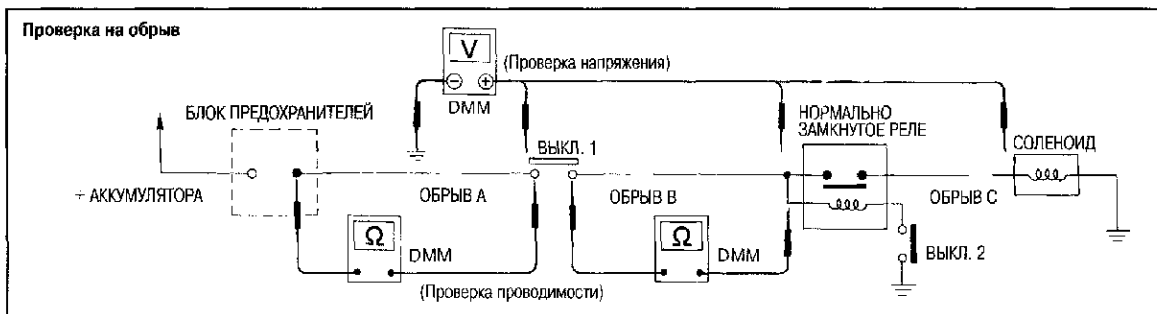 Проверка на обрыв
V
(Проверка напряжения)
DMM
БЛОК ПРЕДОХРАНИТЕЛЕЙ
НОРМАЛЬНО
ЗАМКНУТОЕ РЕЛЕ
СОЛЕНОИД
ВЫКЛ. 1
+ АККУМУЛЯТОРА
ОБРЫВ A
ОБРЫВ B
ОБРЫВ C
Ω
DMM
Ω
DMM
ВЫКЛ. 2
(Проверка проводимости)